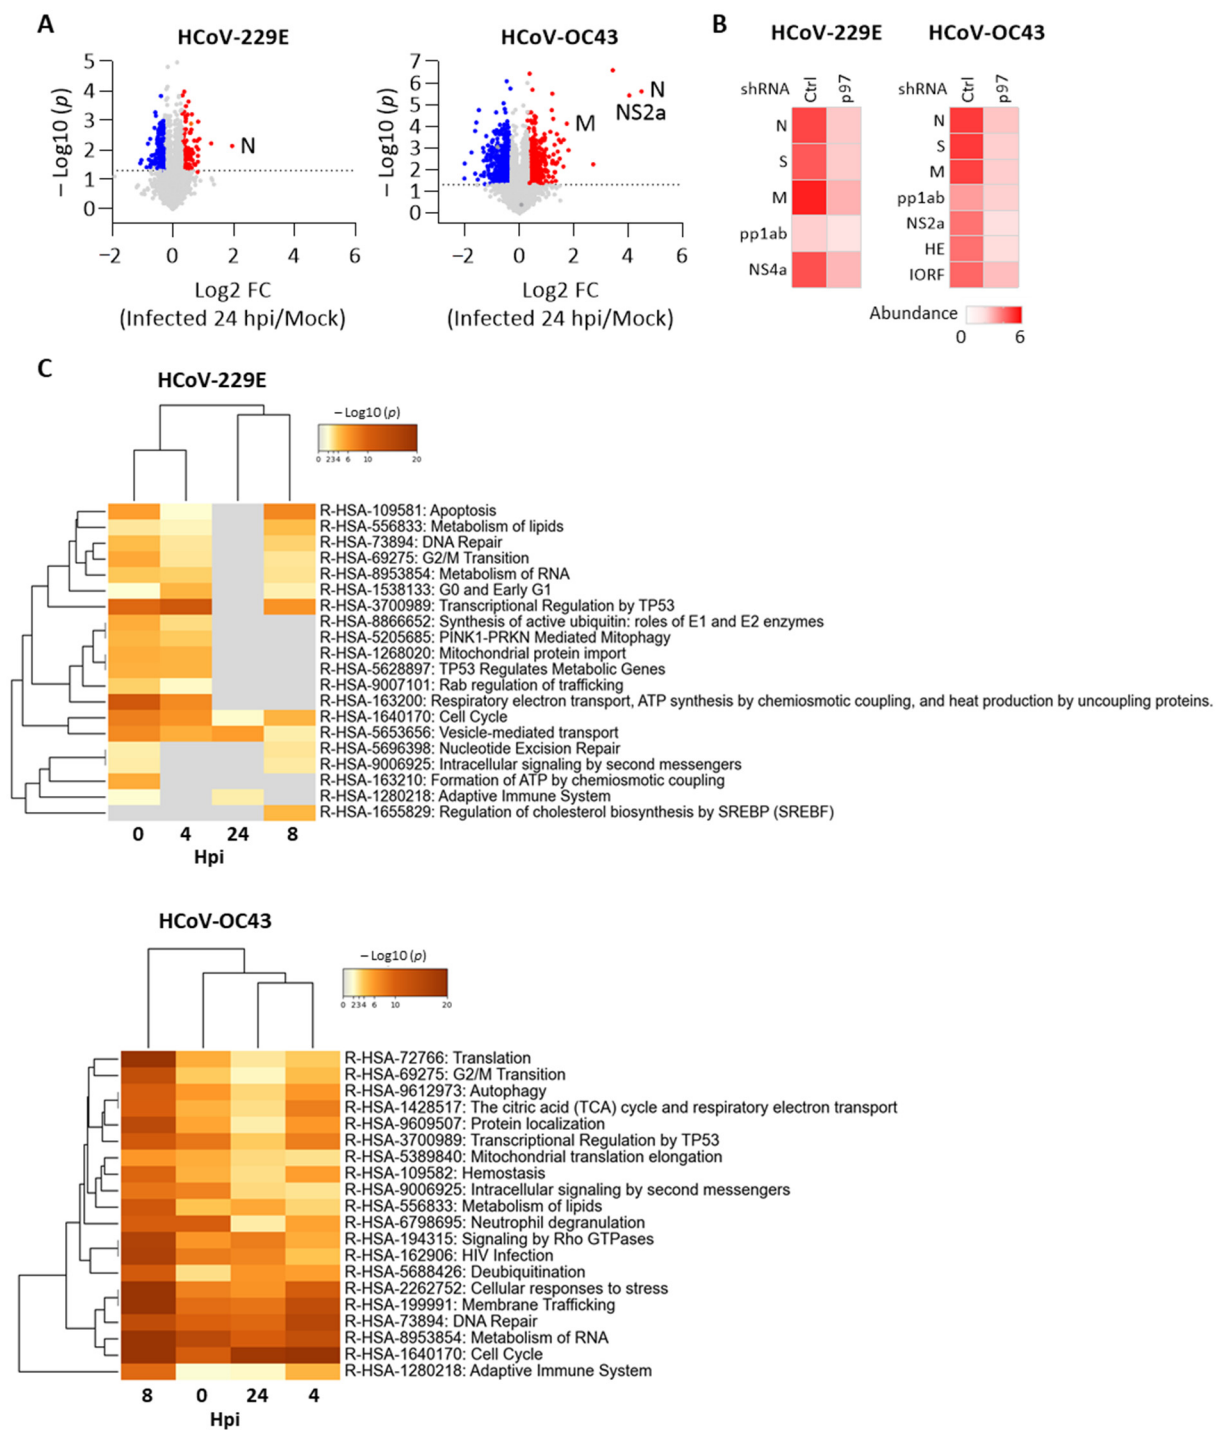 A
HCoV-229E
– Log10 (p)
5
4
3
2
1
0
N
−2
0
2
4
6
Log2 FC
(Infected 24 hpi/Mock)
HCoV-OC43
– Log10 (p)
7
6
5
4
3
2
1
0
N
NS2a
M
−2
0
2
4
6
Log2 FC
(Infected 24 hpi/Mock)
B
HCoV-229E
shRNA Ctrl p97
N
S
M
pp1ab
NS4a
HCoV-OC43
shRNA Ctrl p97
N
S
M
pp1ab
NS2a
HE
IORF
Abundance
0 6
C
HCoV-229E
– Log10 (p)
0 2 3 4 6 10 20
R-HSA-109581: Apoptosis
R-HSA-556833: Metabolism of lipids
R-HSA-73894: DNA Repair
R-HSA-69275: G2/M Transition
R-HSA-8953854: Metabolism of RNA
R-HSA-1538133: G0 and Early G1
R-HSA-3700989: Transcriptional Regulation by TP53
R-HSA-8866652: Synthesis of active ubiquitin: roles of E1 and E2 enzymes
R-HSA-5205685: PINK1-PRKN Mediated Mitophagy
R-HSA-1268020: Mitochondrial protein import
R-HSA-5628897: TP53 Regulates Metabolic Genes
R-HSA-9007101: Rab regulation of trafficking
R-HSA-163200: Respiratory electron transport, ATP synthesis by chemiosmotic coupling, and heat production by uncoupling proteins.
R-HSA-1640170: Cell Cycle
R-HSA-5653656: Vesicle-mediated transport
R-HSA-5696398: Nucleotide Excision Repair
R-HSA-9006925: Intracellular signaling by second messengers
R-HSA-163210: Formation of ATP by chemiosmotic coupling
R-HSA-1280218: Adaptive Immune System
R-HSA-1655829: Regulation of cholesterol biosynthesis by SREBP (SREBF)
0 4 24 8
Hpi
HCoV-OC43
– Log10 (p)
0 2 3 4 6 10 20
R-HSA-72766: Translation
R-HSA-69275: G2/M Transition
R-HSA-9612973: Autophagy
R-HSA-1428517: The citric acid (TCA) cycle and respiratory electron transport
R-HSA-9609507: Protein localization
R-HSA-3700989: Transcriptional Regulation by TP53
R-HSA-5389840: Mitochondrial translation elongation
R-HSA-109582: Hemostasis
R-HSA-9006925: Intracellular signaling by second messengers
R-HSA-556833: Metabolism of lipids
R-HSA-6798695: Neutrophil degranulation
R-HSA-194315: Signaling by Rho GTPases
R-HSA-162906: HIV Infection
R-HSA-5688426: Deubiquitination
R-HSA-2262752: Cellular responses to stress
R-HSA-199991: Membrane Trafficking
R-HSA-73894: DNA Repair
R-HSA-8953854: Metabolism of RNA
R-HSA-1640170: Cell Cycle
R-HSA-1280218: Adaptive Immune System
8 0 24 4
Hpi